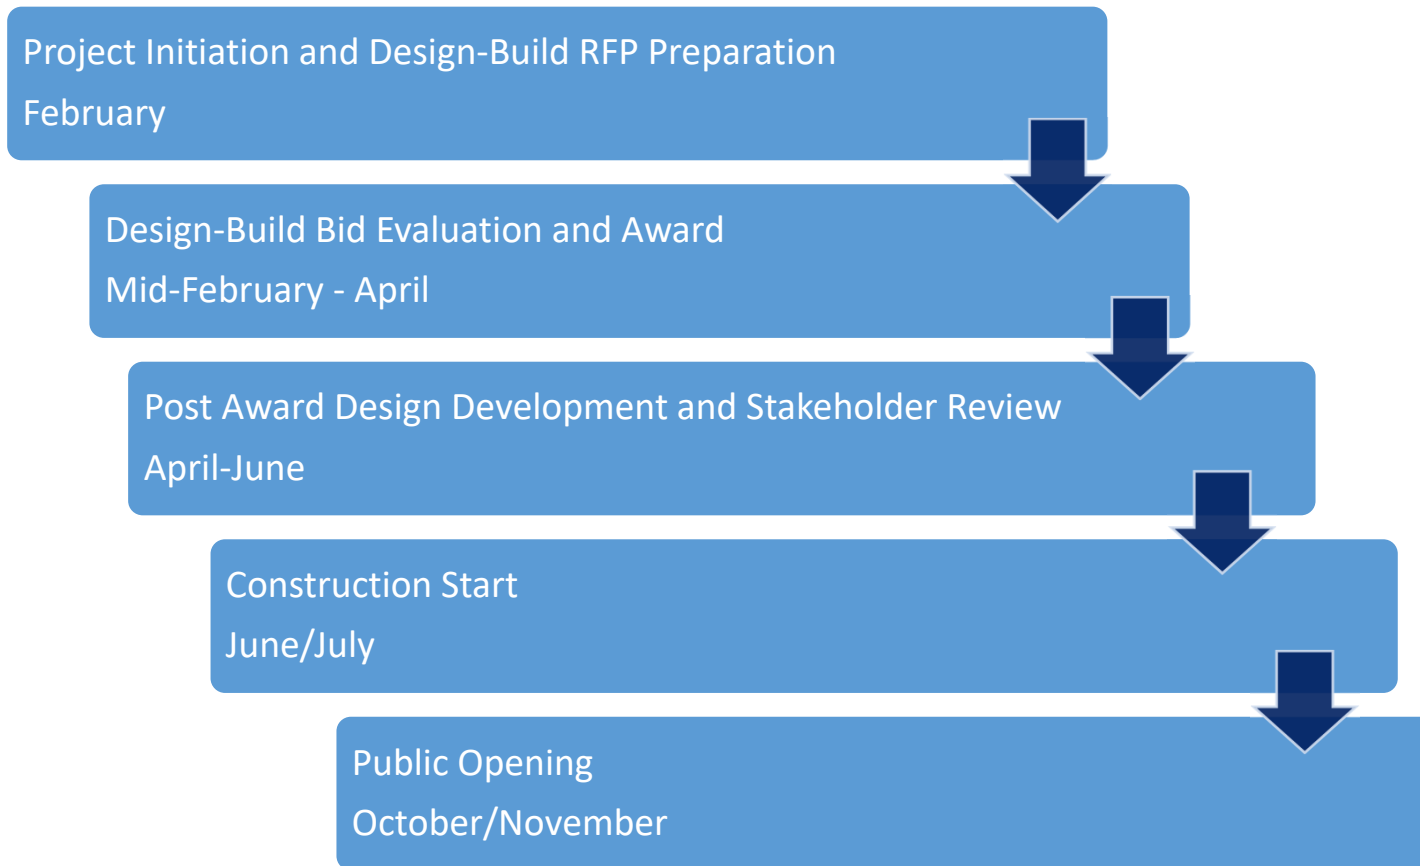 Project Initiation and Design-Build RFP Preparation
February
Design-Build Bid Evaluation and Award
Mid-February - April
Post Award Design Development and Stakeholder Review
April-June
Construction Start
June/July
Public Opening
October/November